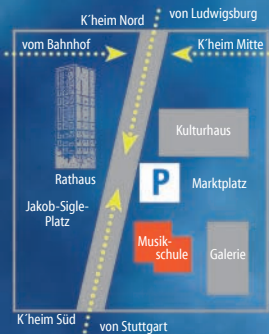 von Ludwigsburg
K´heim Nord
vom Bahnhof
K´heim Mitte
Kulturhaus
Rathaus
P
Marktplatz
Jakob-Sigle-
Platz
Musik-
schule
Galerie
K´heim Süd
von Stuttgart